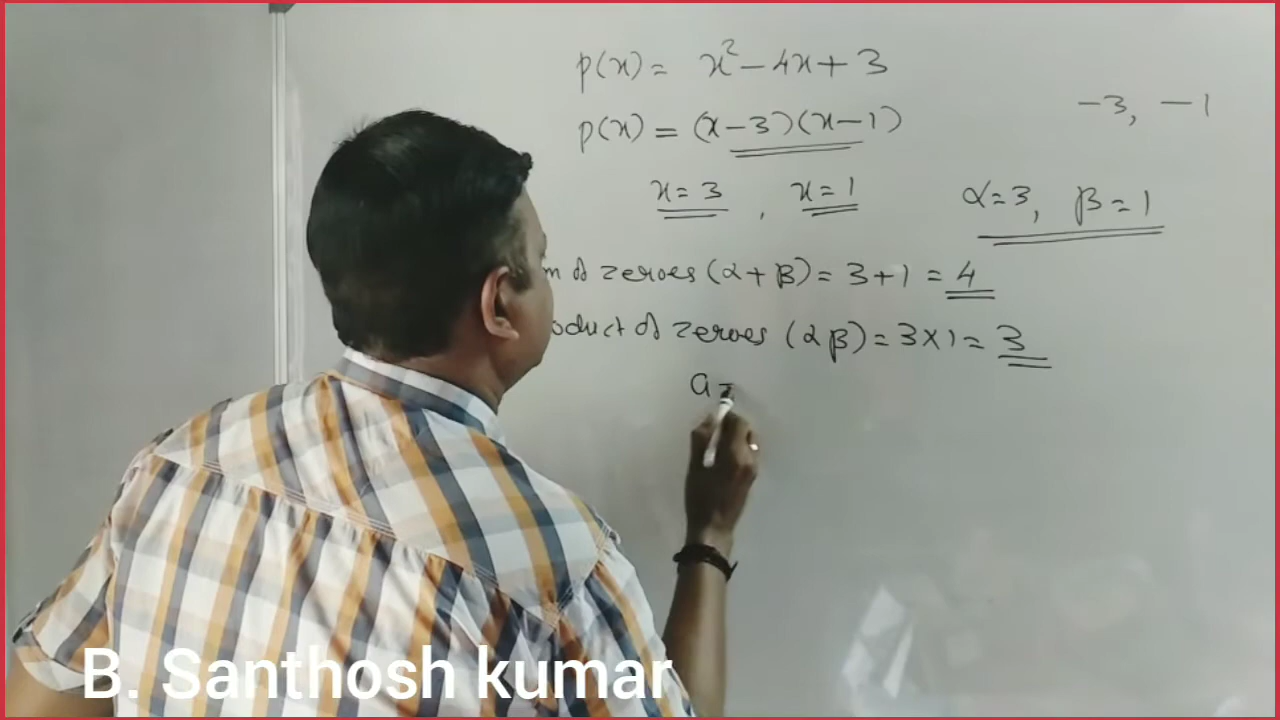 p(x) = x² - 4x + 3
p(x) = (x-3)(x-1)
-3, -1
x=3 , x=1
α=3, β=1
of zeroes (α+β) = 3+1 = 4
of zeroes (αβ) = 3×1 = 3
a =
B. Santhosh kumar